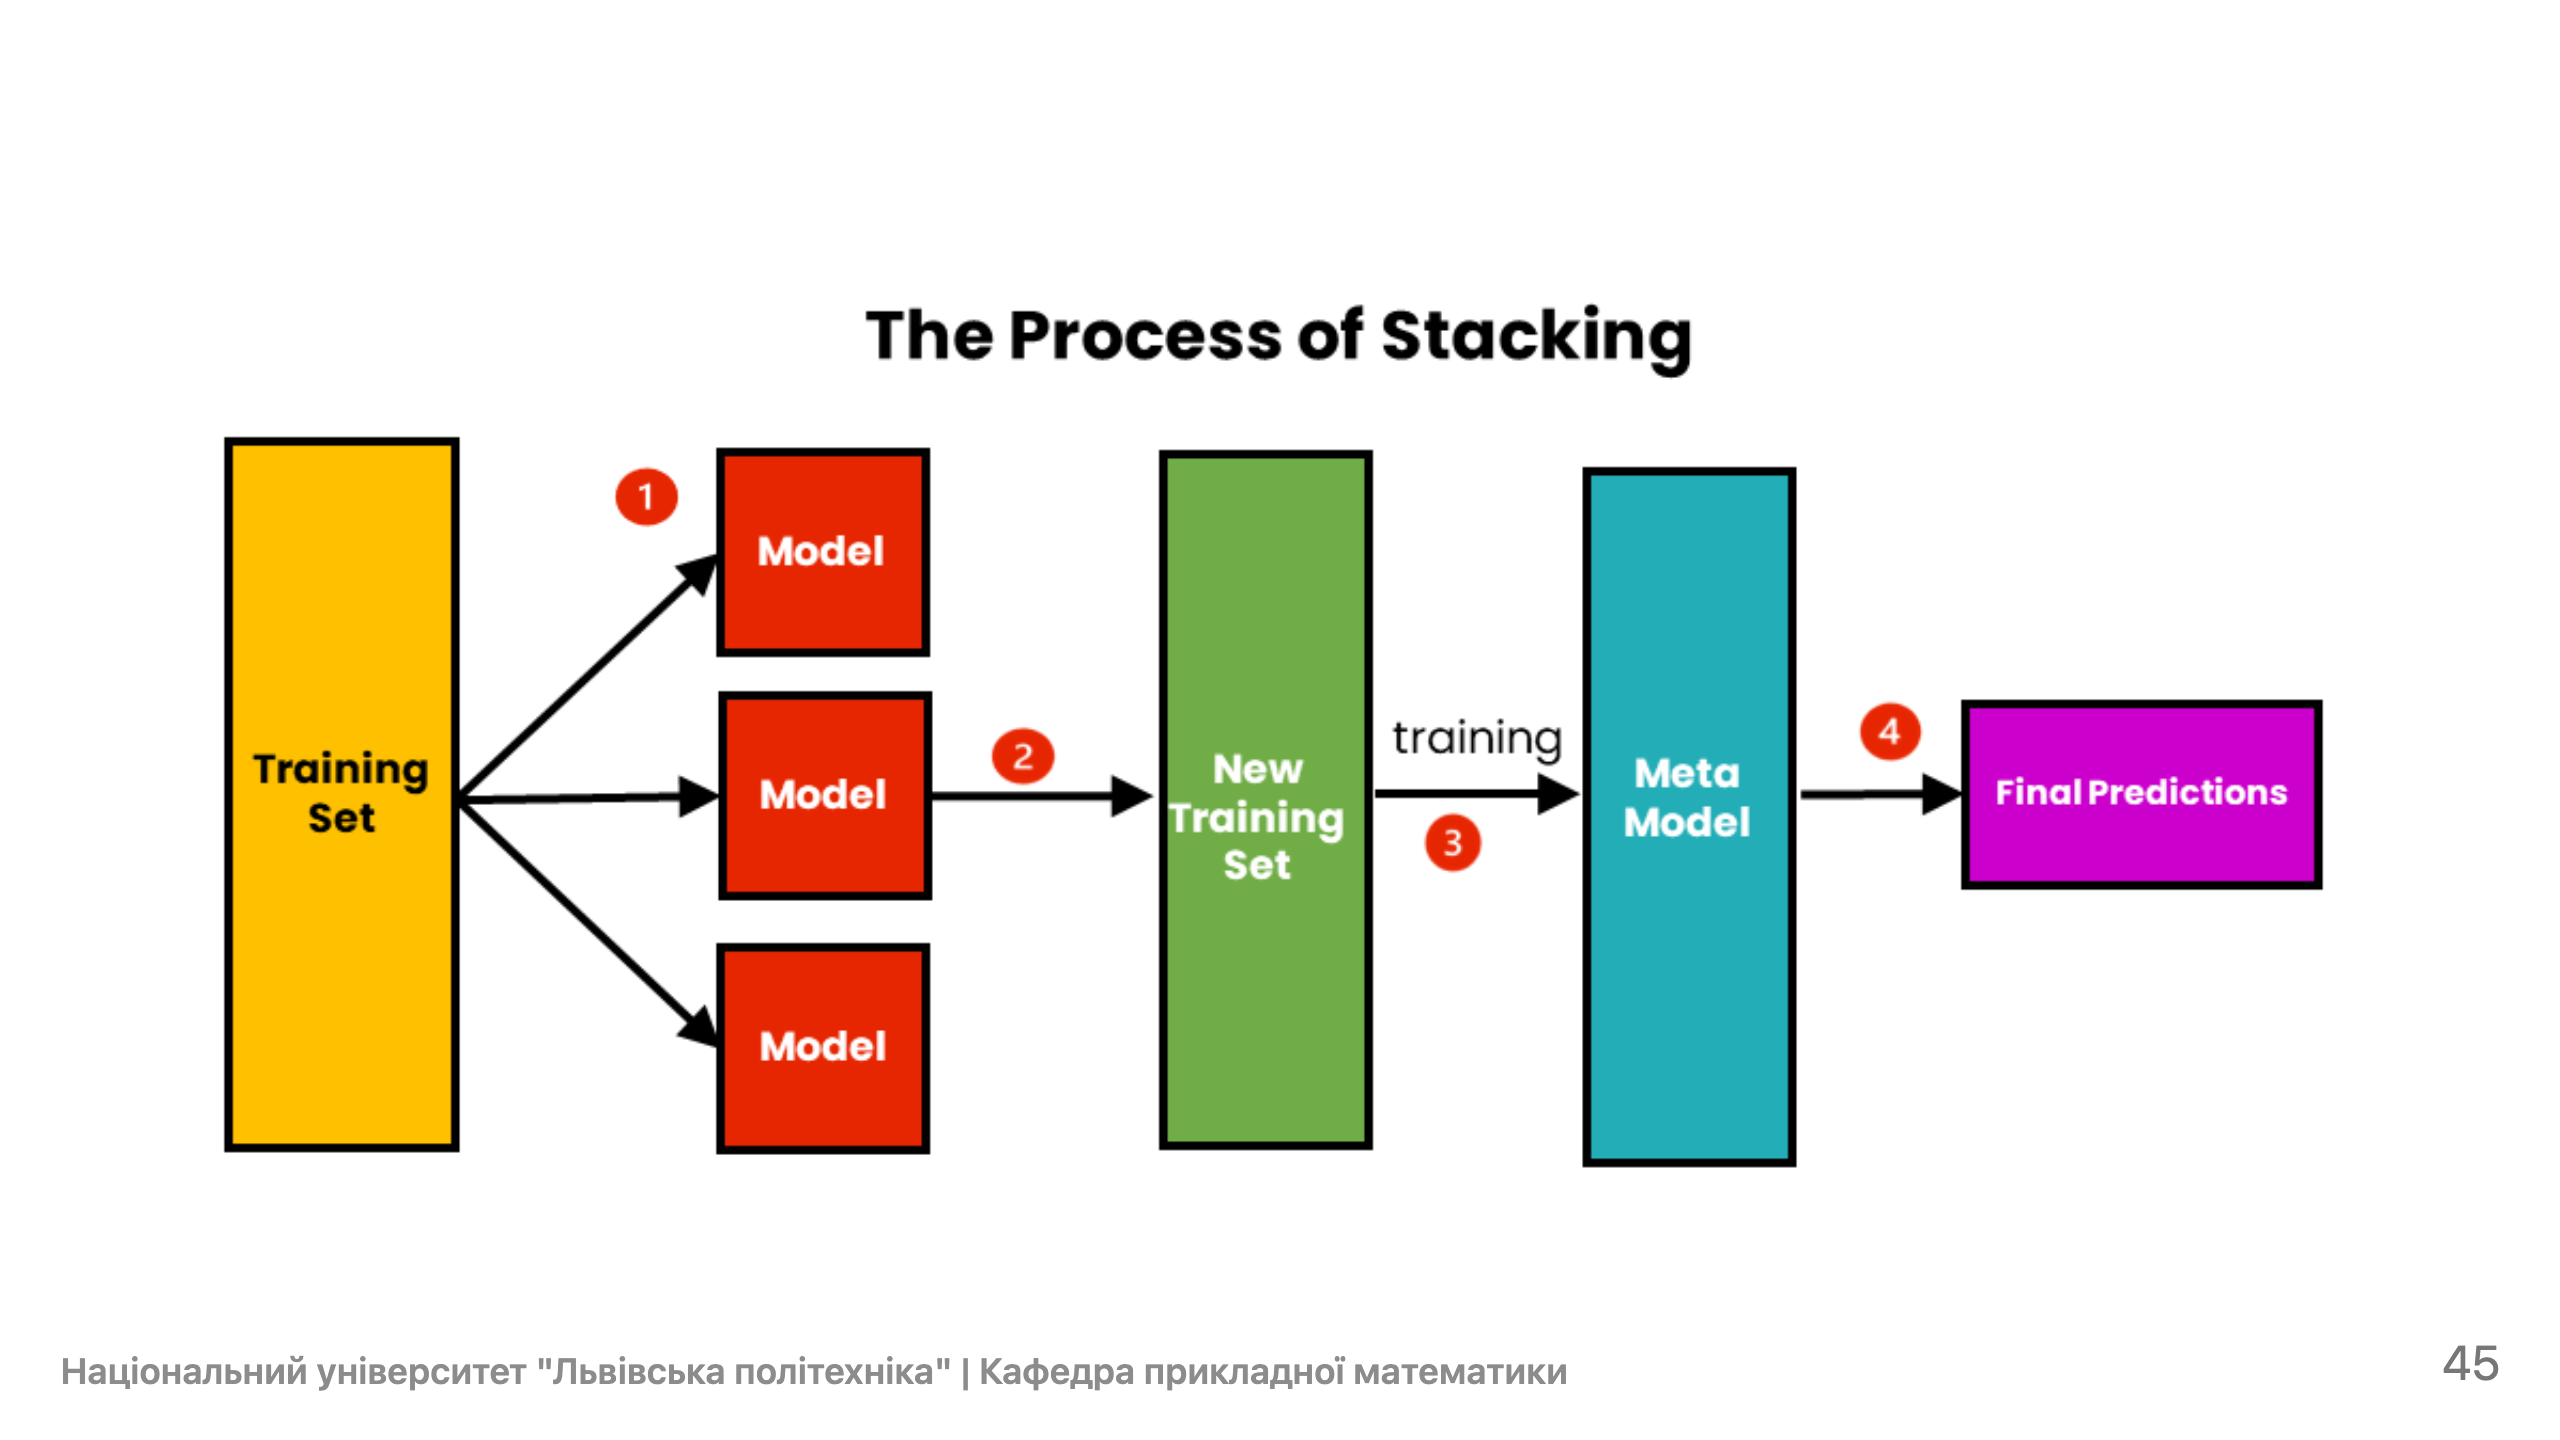 The Process of Stacking
1
Model
Training
Set
Model
2
Model
New
Training
Set
training
3
Meta
Model
4
Final Predictions
Національний університет "Львівська політехніка" | Кафедра прикладної математики
45